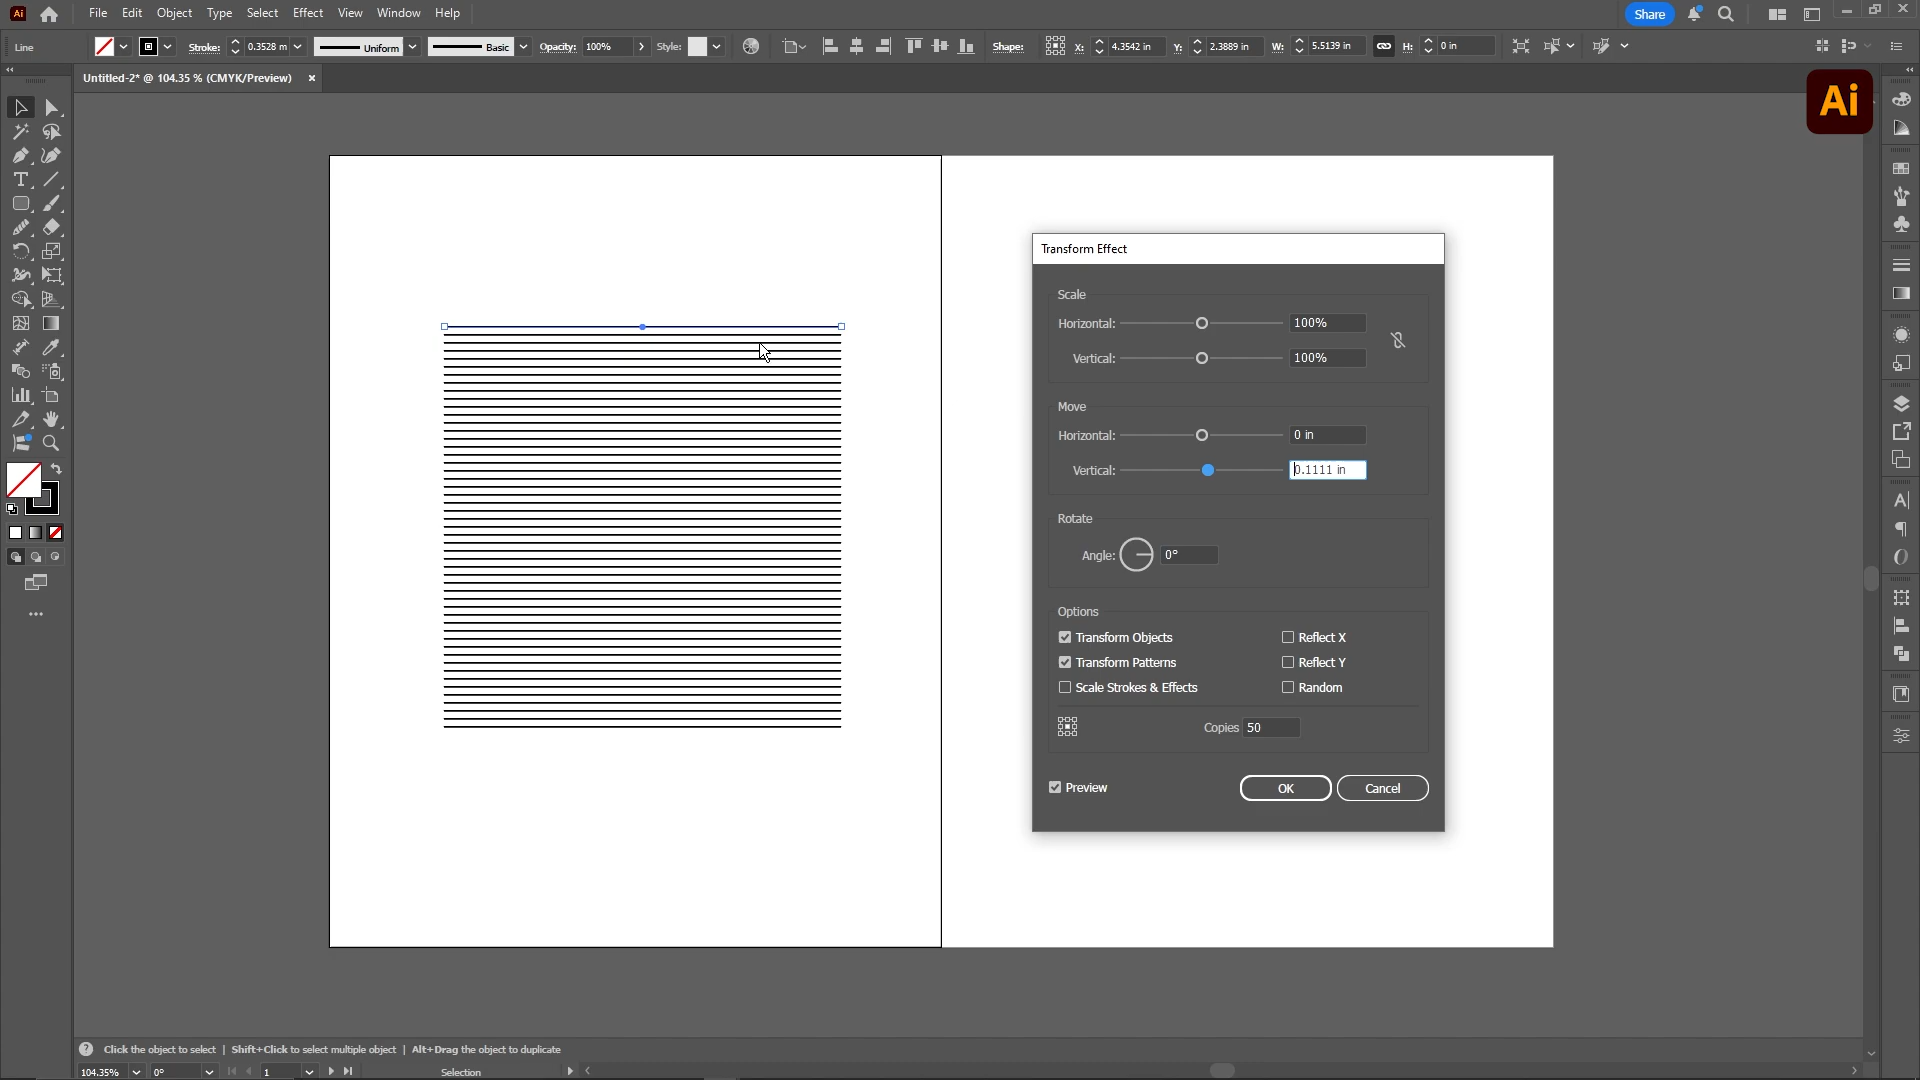 Ai File Edit Object Type Select Effect View Window Help Share
Line Stroke: 0.3528 m Uniform Basic Opacity: 100% Style: Shape: X: 4.3542 in Y: 2.3889 in W: 5.5139 in H: 0 in
Untitled-2* @ 104.35 % (CMYK/Preview) ×
Ai
Transform Effect
Scale
Horizontal: 100%
Vertical: 100%
Move
Horizontal: 0 in
Vertical: 0.1111 in
Rotate
Angle: 0°
Options
Transform Objects Reflect X
Transform Patterns Reflect Y
Scale Strokes & Effects Random
Copies 50
Preview OK Cancel
Click the object to select | Shift+Click to select multiple object | Alt+Drag the object to duplicate
104.35% 0° 1 Selection